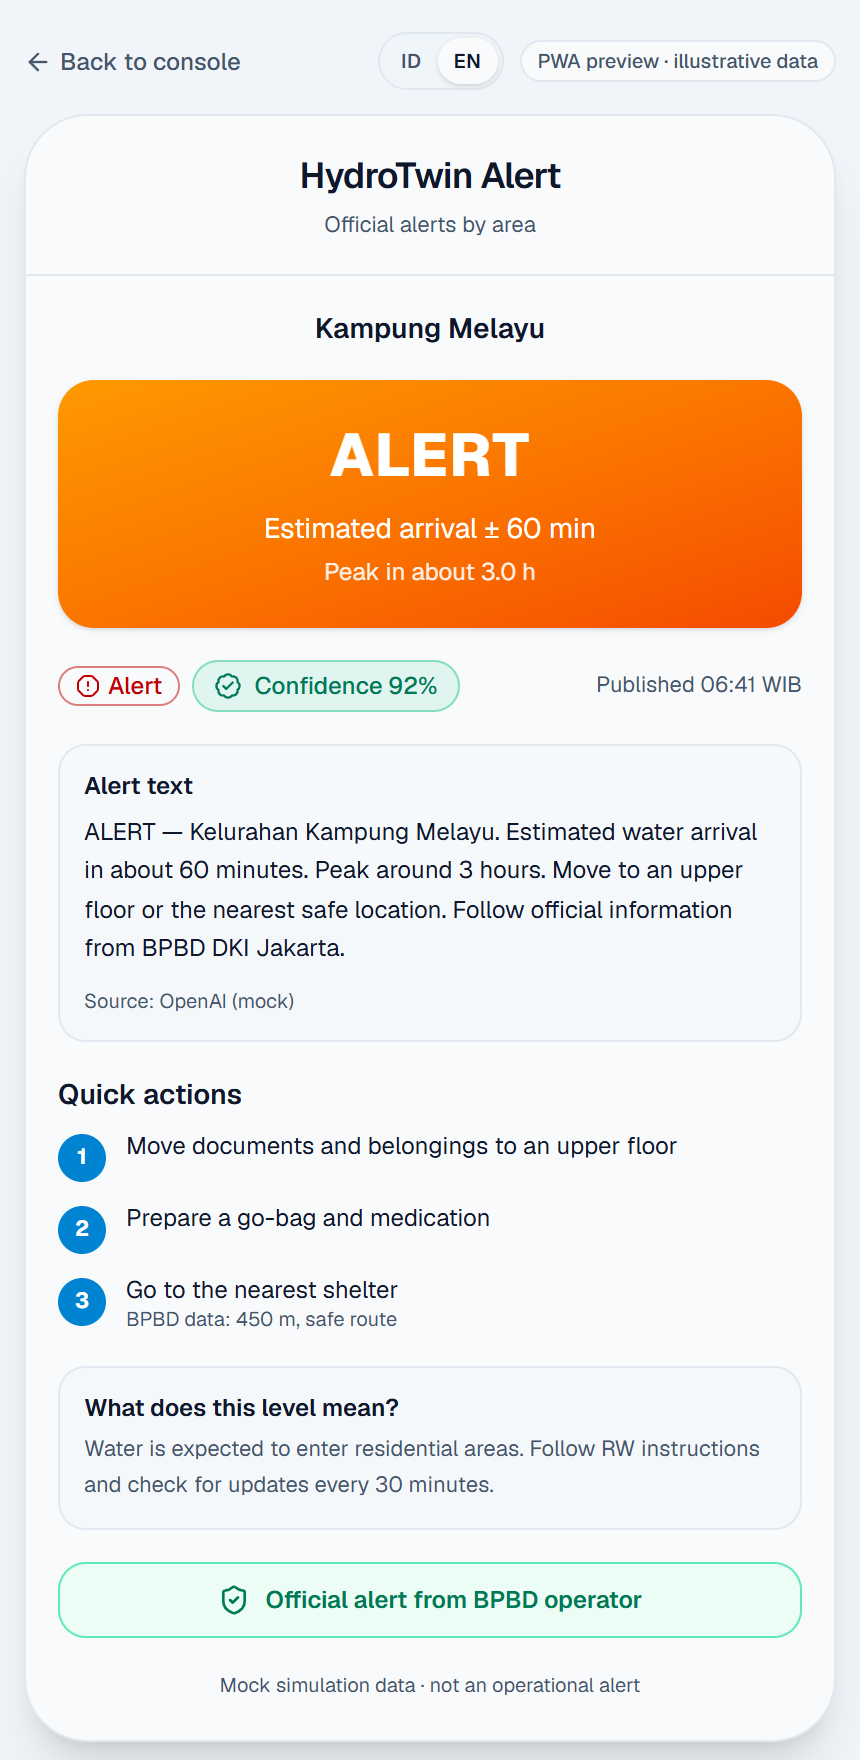 Back to console
ID
EN
PWA preview · illustrative data
HydroTwin Alert
Official alerts by area
Kampung Melayu
ALERT
Estimated arrival ± 60 min
Peak in about 3.0 h
Alert
Confidence 92%
Published 06:41 WIB
Alert text
ALERT — Kelurahan Kampung Melayu. Estimated water arrival
in about 60 minutes. Peak around 3 hours. Move to an upper
floor or the nearest safe location. Follow official information
from BPBD DKI Jakarta.
Source: OpenAI (mock)
Quick actions
1
Move documents and belongings to an upper floor
2
Prepare a go-bag and medication
3
Go to the nearest shelter
BPBD data: 450 m, safe route
What does this level mean?
Water is expected to enter residential areas. Follow RW instructions
and check for updates every 30 minutes.
Official alert from BPBD operator
Mock simulation data · not an operational alert